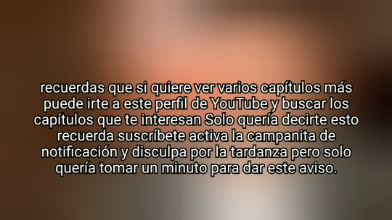 recuerdas que si quiere ver varios capítulos más
puede irte a este perfil de YouTube y buscar los
capítulos que te interesan Solo quería decirte esto
recuerda suscríbete activa la campanita de
notificación y disculpa por la tardanza pero solo
quería tomar un minuto para dar este aviso.